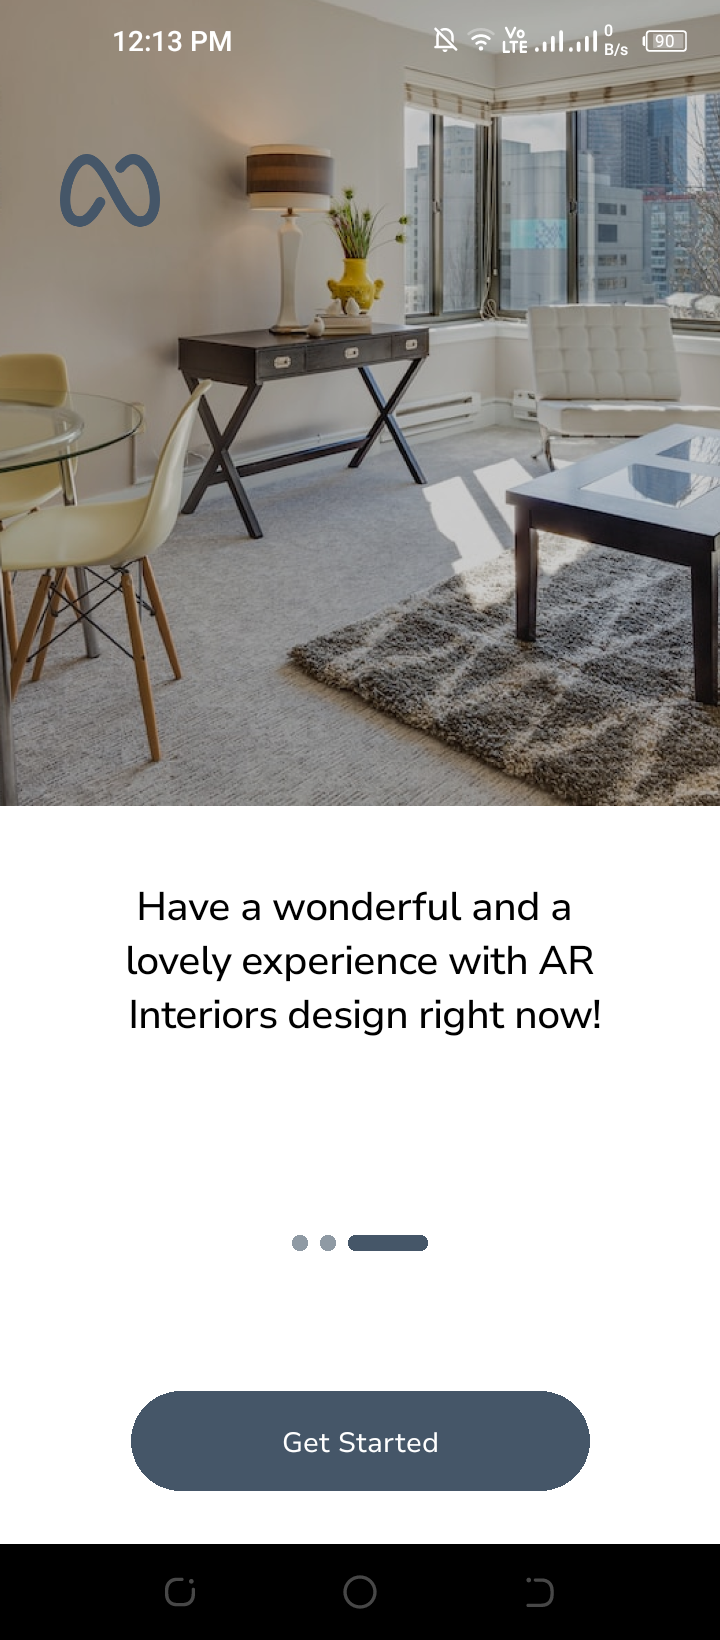 12:13 PM
Vo LTE 0 B/s 90
Have a wonderful and a
lovely experience with AR
Interiors design right now!
Get Started